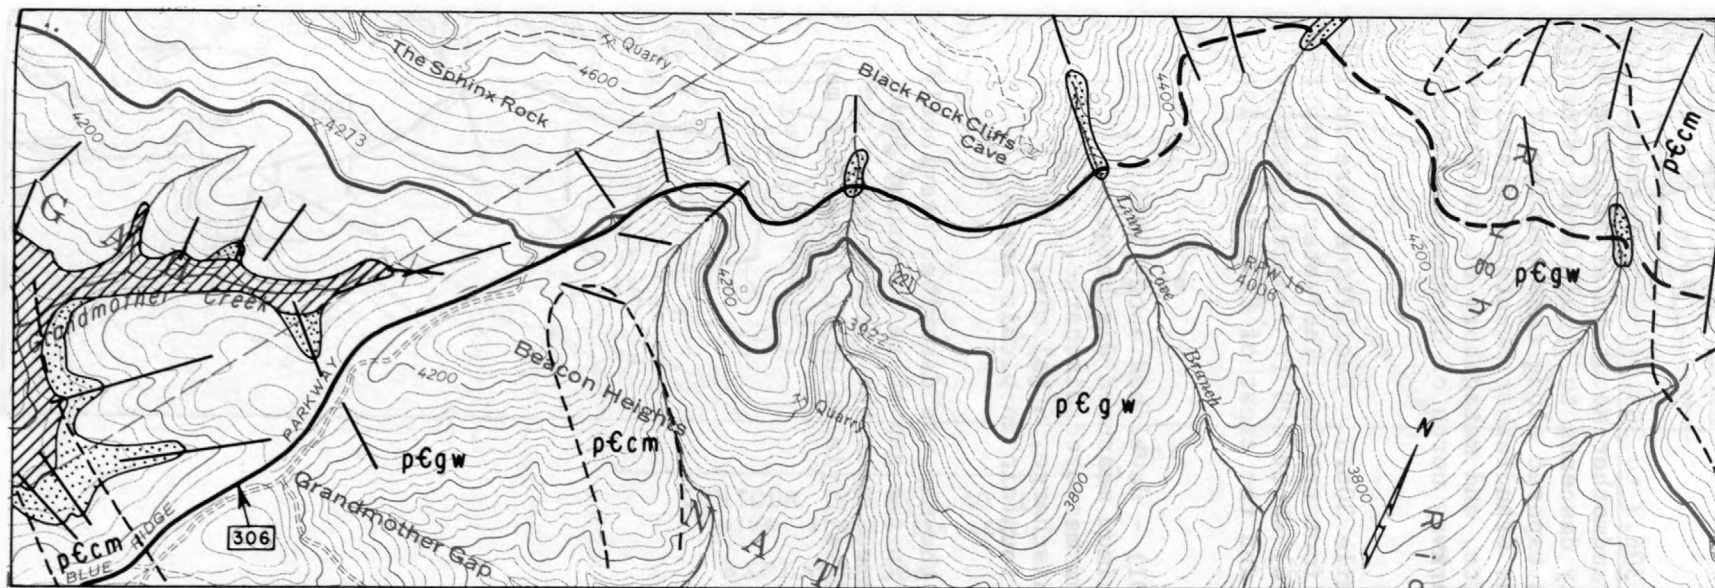 Quarry
The Sphinx Rock
4600
Black Rock Cliffs
Cave
4400
4200
4273
p€cm
R
o
u
g
h
G
A
M
E
Grandmother Creek
Linn
Cove
Branch
4200
221
RPW 16
4008
4200
p€gw
3922
Beacon Heights
4200
PARKWAY
Quarry
p€gw
p€cm
p€gw
N
3800
3800
Grandmother Gap
306
p€cm
BLUE RIDGE
N
A
T
R
i